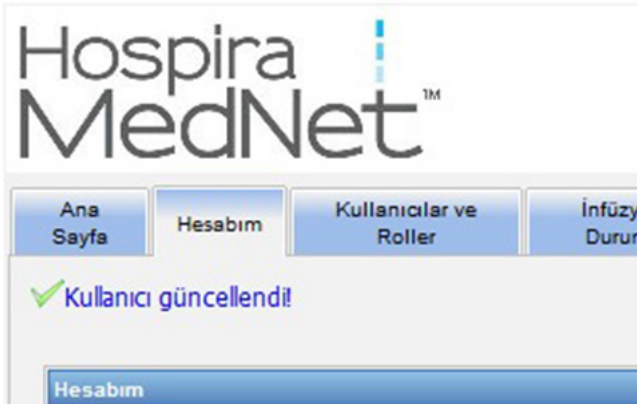 Hospira
MedNet™
Ana
Sayfa
Hesabım
Kullanıcılar ve
Roller
Kullanıcı güncellendi!
Hesabım